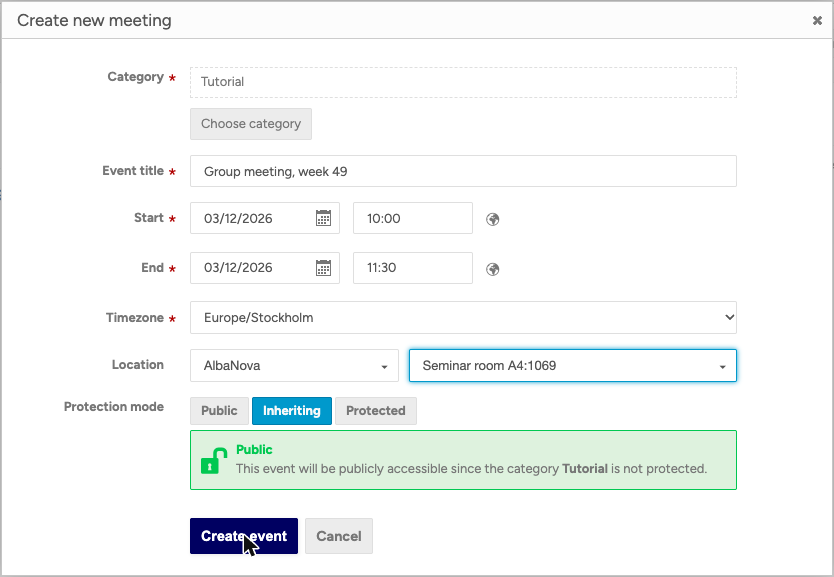 Create new meeting
Category *
Tutorial
Choose category
Event title *
Group meeting, week 49
Start *
03/12/2026
10:00
End *
03/12/2026
11:30
Timezone *
Europe/Stockholm
Location
AlbaNova
Seminar room A4:1069
Protection mode
Public
Inheriting
Protected
Public
This event will be publicly accessible since the category Tutorial is not protected.
Create event
Cancel